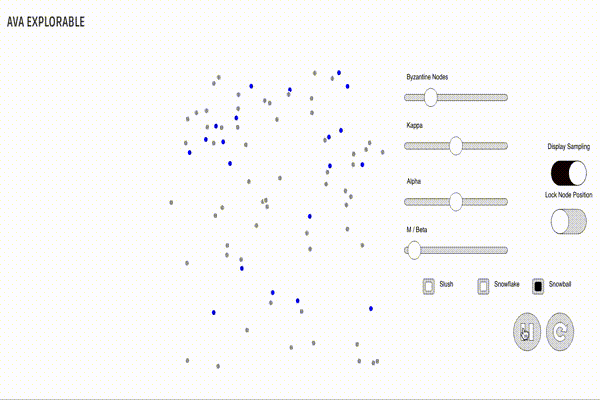 AVA EXPLORABLE
Byzantine Nodes
Kappa
Display Sampling
Alpha
Lock Node Position
M / Beta
Slush
Snowflake
Snowball